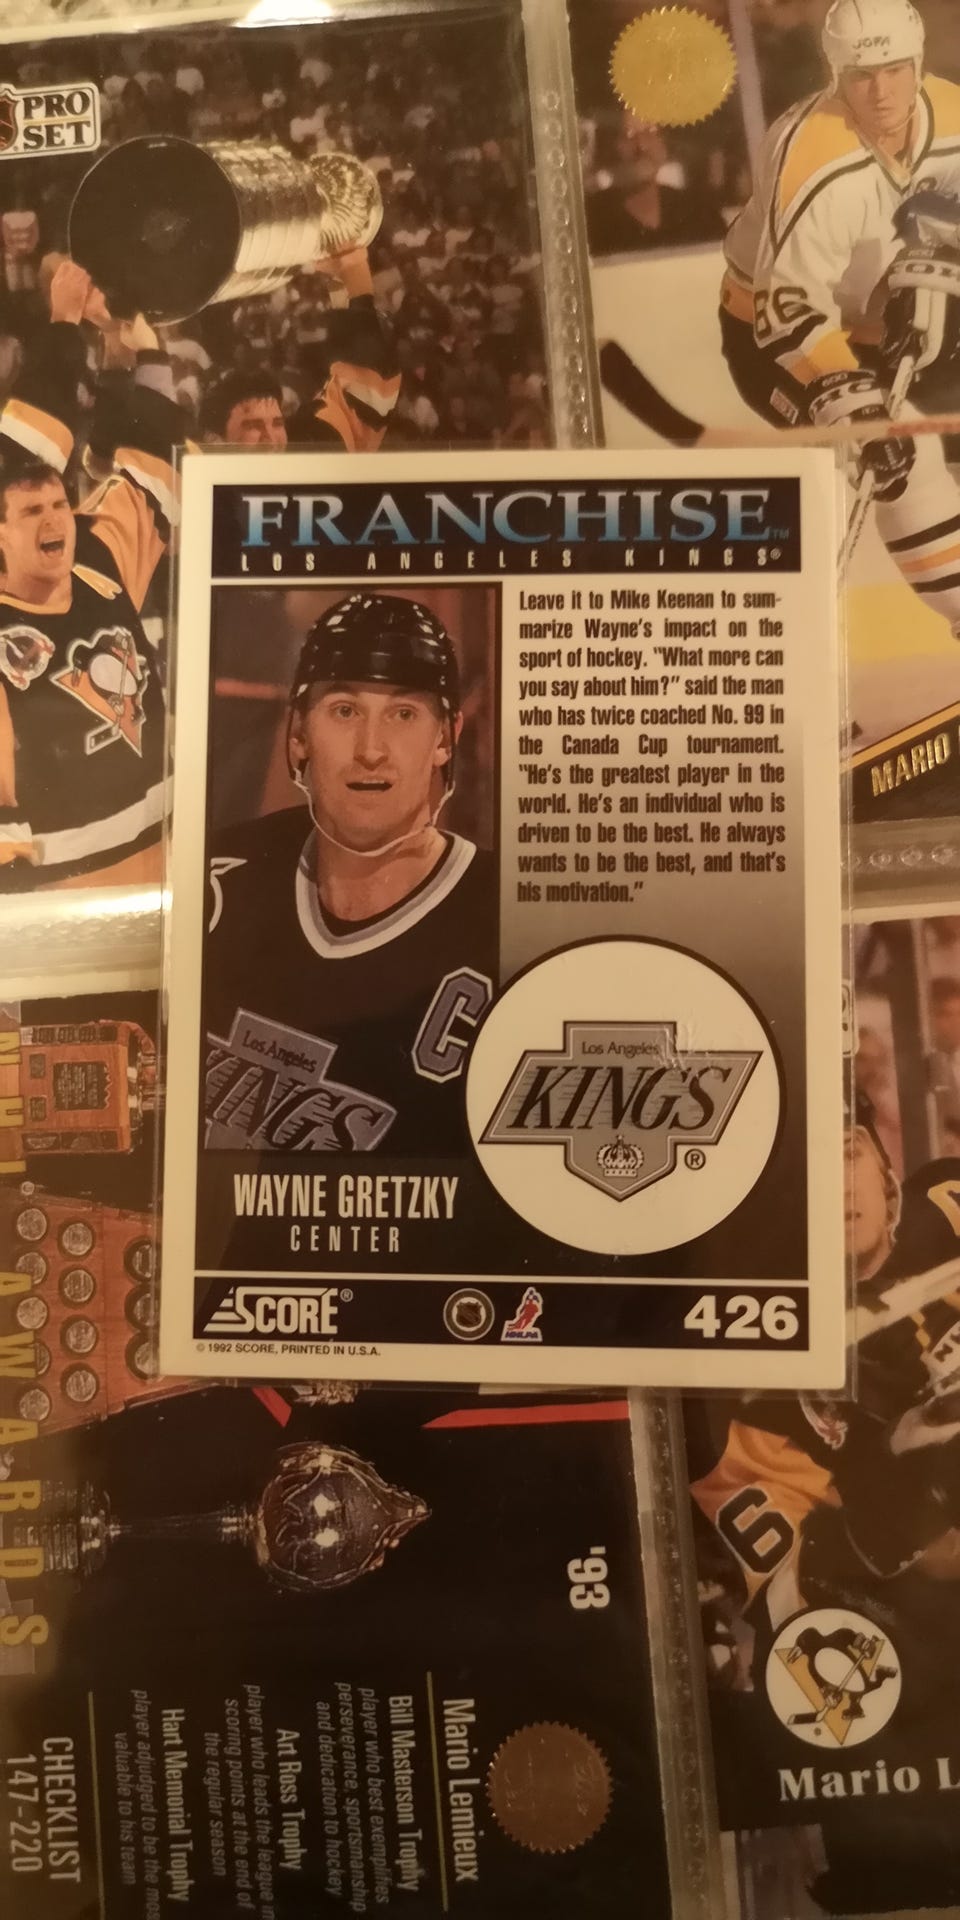 PRO
SET
JOFA
66
MARIO
FRANCHISE™
LOS ANGELES KINGS®
Leave it to Mike Keenan to sum-
marize Wayne's impact on the
sport of hockey. "What more can
you say about him?" said the man
who has twice coached No. 99 in
the Canada Cup tournament.
"He's the greatest player in the
world. He's an individual who is
driven to be the best. He always
wants to be the best, and that's
his motivation."
C
Los Angeles
KINGS
Los Angeles
KINGS
®
WAYNE GRETZKY
CENTER
SCORE®
NHLPA
426
© 1992 SCORE, PRINTED IN U.S.A.
NHL AWARDS
'93
Mario Lemieux
Bill Masterson Trophy
player who best exemplifies
perseverance, sportsmanship
and dedication to hockey
Art Ross Trophy
player who leads the league in
scoring points at the end of
the regular season
Hart Memorial Trophy
player adjudged to be the most
valuable to his team
CHECKLIST
147-220
6
Mario L